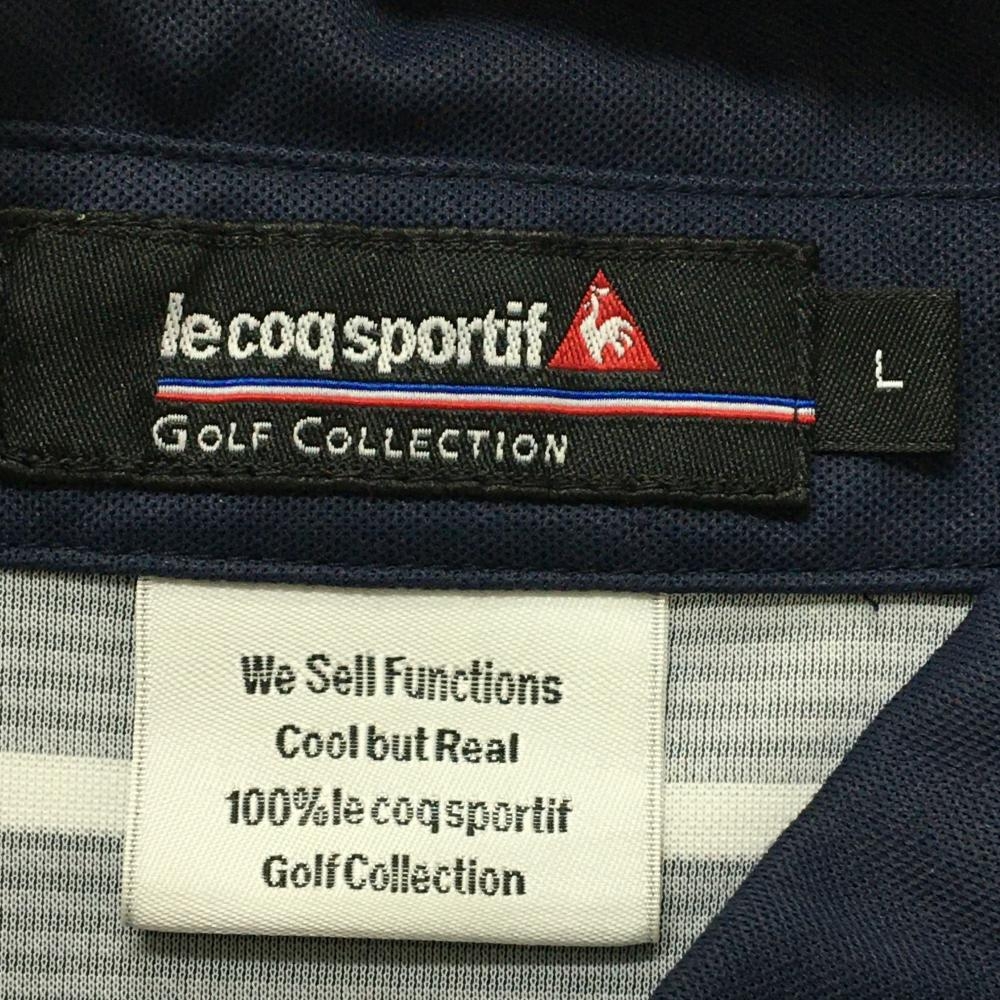 le coq sportif
GOLF COLLECTION
L
We Sell Functions
Cool but Real
100% le coq sportif
Golf Collection